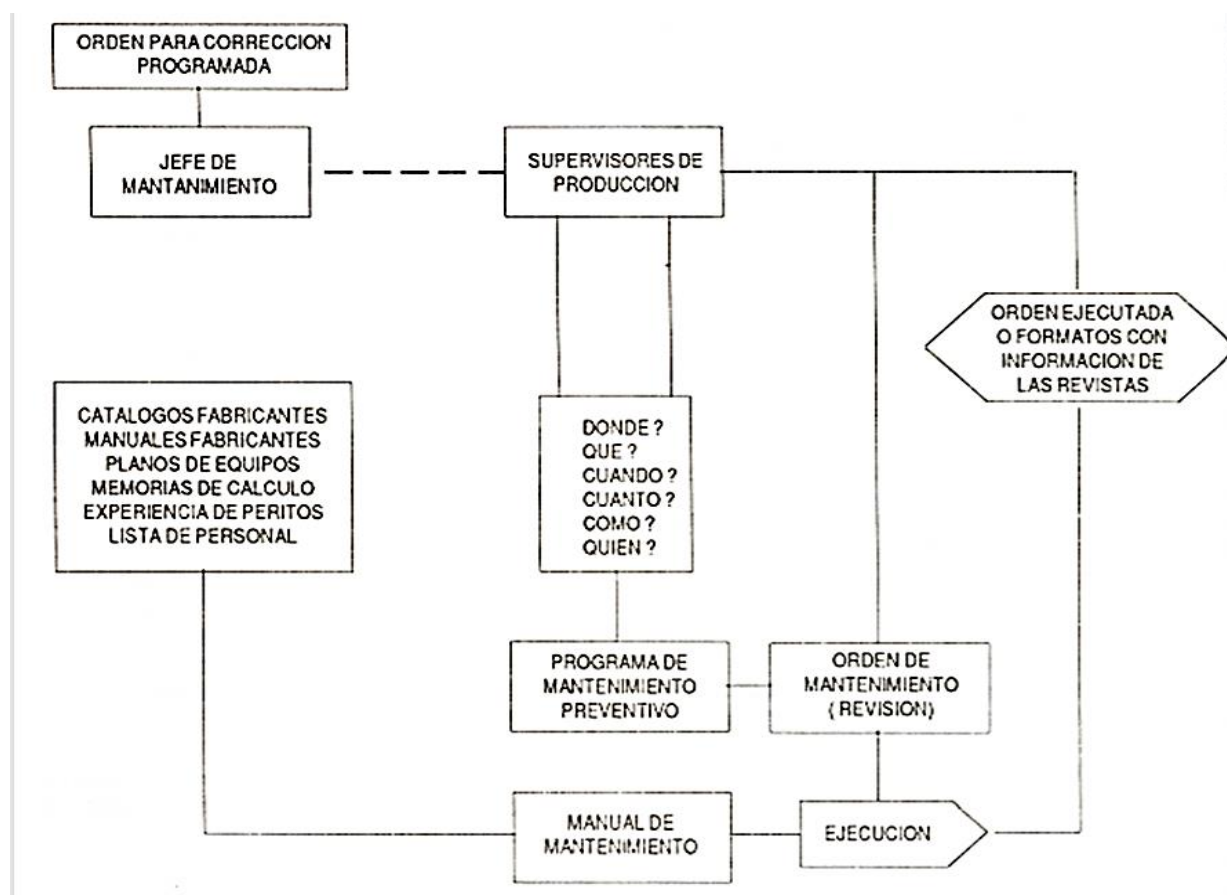 ORDEN PARA CORRECCION
PROGRAMADA
JEFE DE
MANTANIMIENTO
SUPERVISORES DE
PRODUCCION
ORDEN EJECUTADA
O FORMATOS CON
INFORMACION DE
LAS REVISTAS
CATALOGOS FABRICANTES
MANUALES FABRICANTES
PLANOS DE EQUIPOS
MEMORIAS DE CALCULO
EXPERIENCIA DE PERITOS
LISTA DE PERSONAL
DONDE ?
QUE ?
CUANDO ?
CUANTO ?
COMO ?
QUIEN ?
PROGRAMA DE
MANTENIMIENTO
PREVENTIVO
ORDEN DE
MANTENIMIENTO
( REVISION)
MANUAL DE
MANTENIMIENTO
EJECUCION